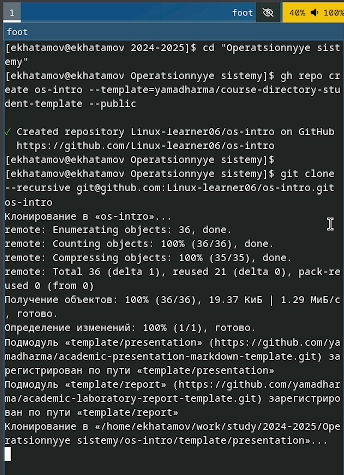 1
foot
40%
100%
foot
[ekhatamov@ekhatamov 2024-2025]$ cd "Operatsionnyye sist
emy"
[ekhatamov@ekhatamov Operatsionnyye sistemy]$ gh repo cr
eate os-intro --template=yamadharma/course-directory-stu
dent-template --public
✓ Created repository Linux-learner06/os-intro on GitHub
https://github.com/Linux-learner06/os-intro
[ekhatamov@ekhatamov Operatsionnyye sistemy]$
[ekhatamov@ekhatamov Operatsionnyye sistemy]$ git clone
--recursive git@github.com:Linux-learner06/os-intro.git
os-intro
Клонирование в «os-intro»...
remote: Enumerating objects: 36, done.
remote: Counting objects: 100% (36/36), done.
remote: Compressing objects: 100% (35/35), done.
remote: Total 36 (delta 1), reused 21 (delta 0), pack-re
used 0 (from 0)
Получение объектов: 100% (36/36), 19.37 КиБ | 1.29 МиБ/с
, готово.
Определение изменений: 100% (1/1), готово.
Подмодуль «template/presentation» (https://github.com/ya
madharma/academic-presentation-markdown-template.git) за
регистрирован по пути «template/presentation»
Подмодуль «template/report» (https://github.com/yamadhar
ma/academic-laboratory-report-template.git) зарегистриро
ван по пути «template/report»
Клонирование в «/home/ekhatamov/work/study/2024-2025/Ope
ratsionnyye sistemy/os-intro/template/presentation»...